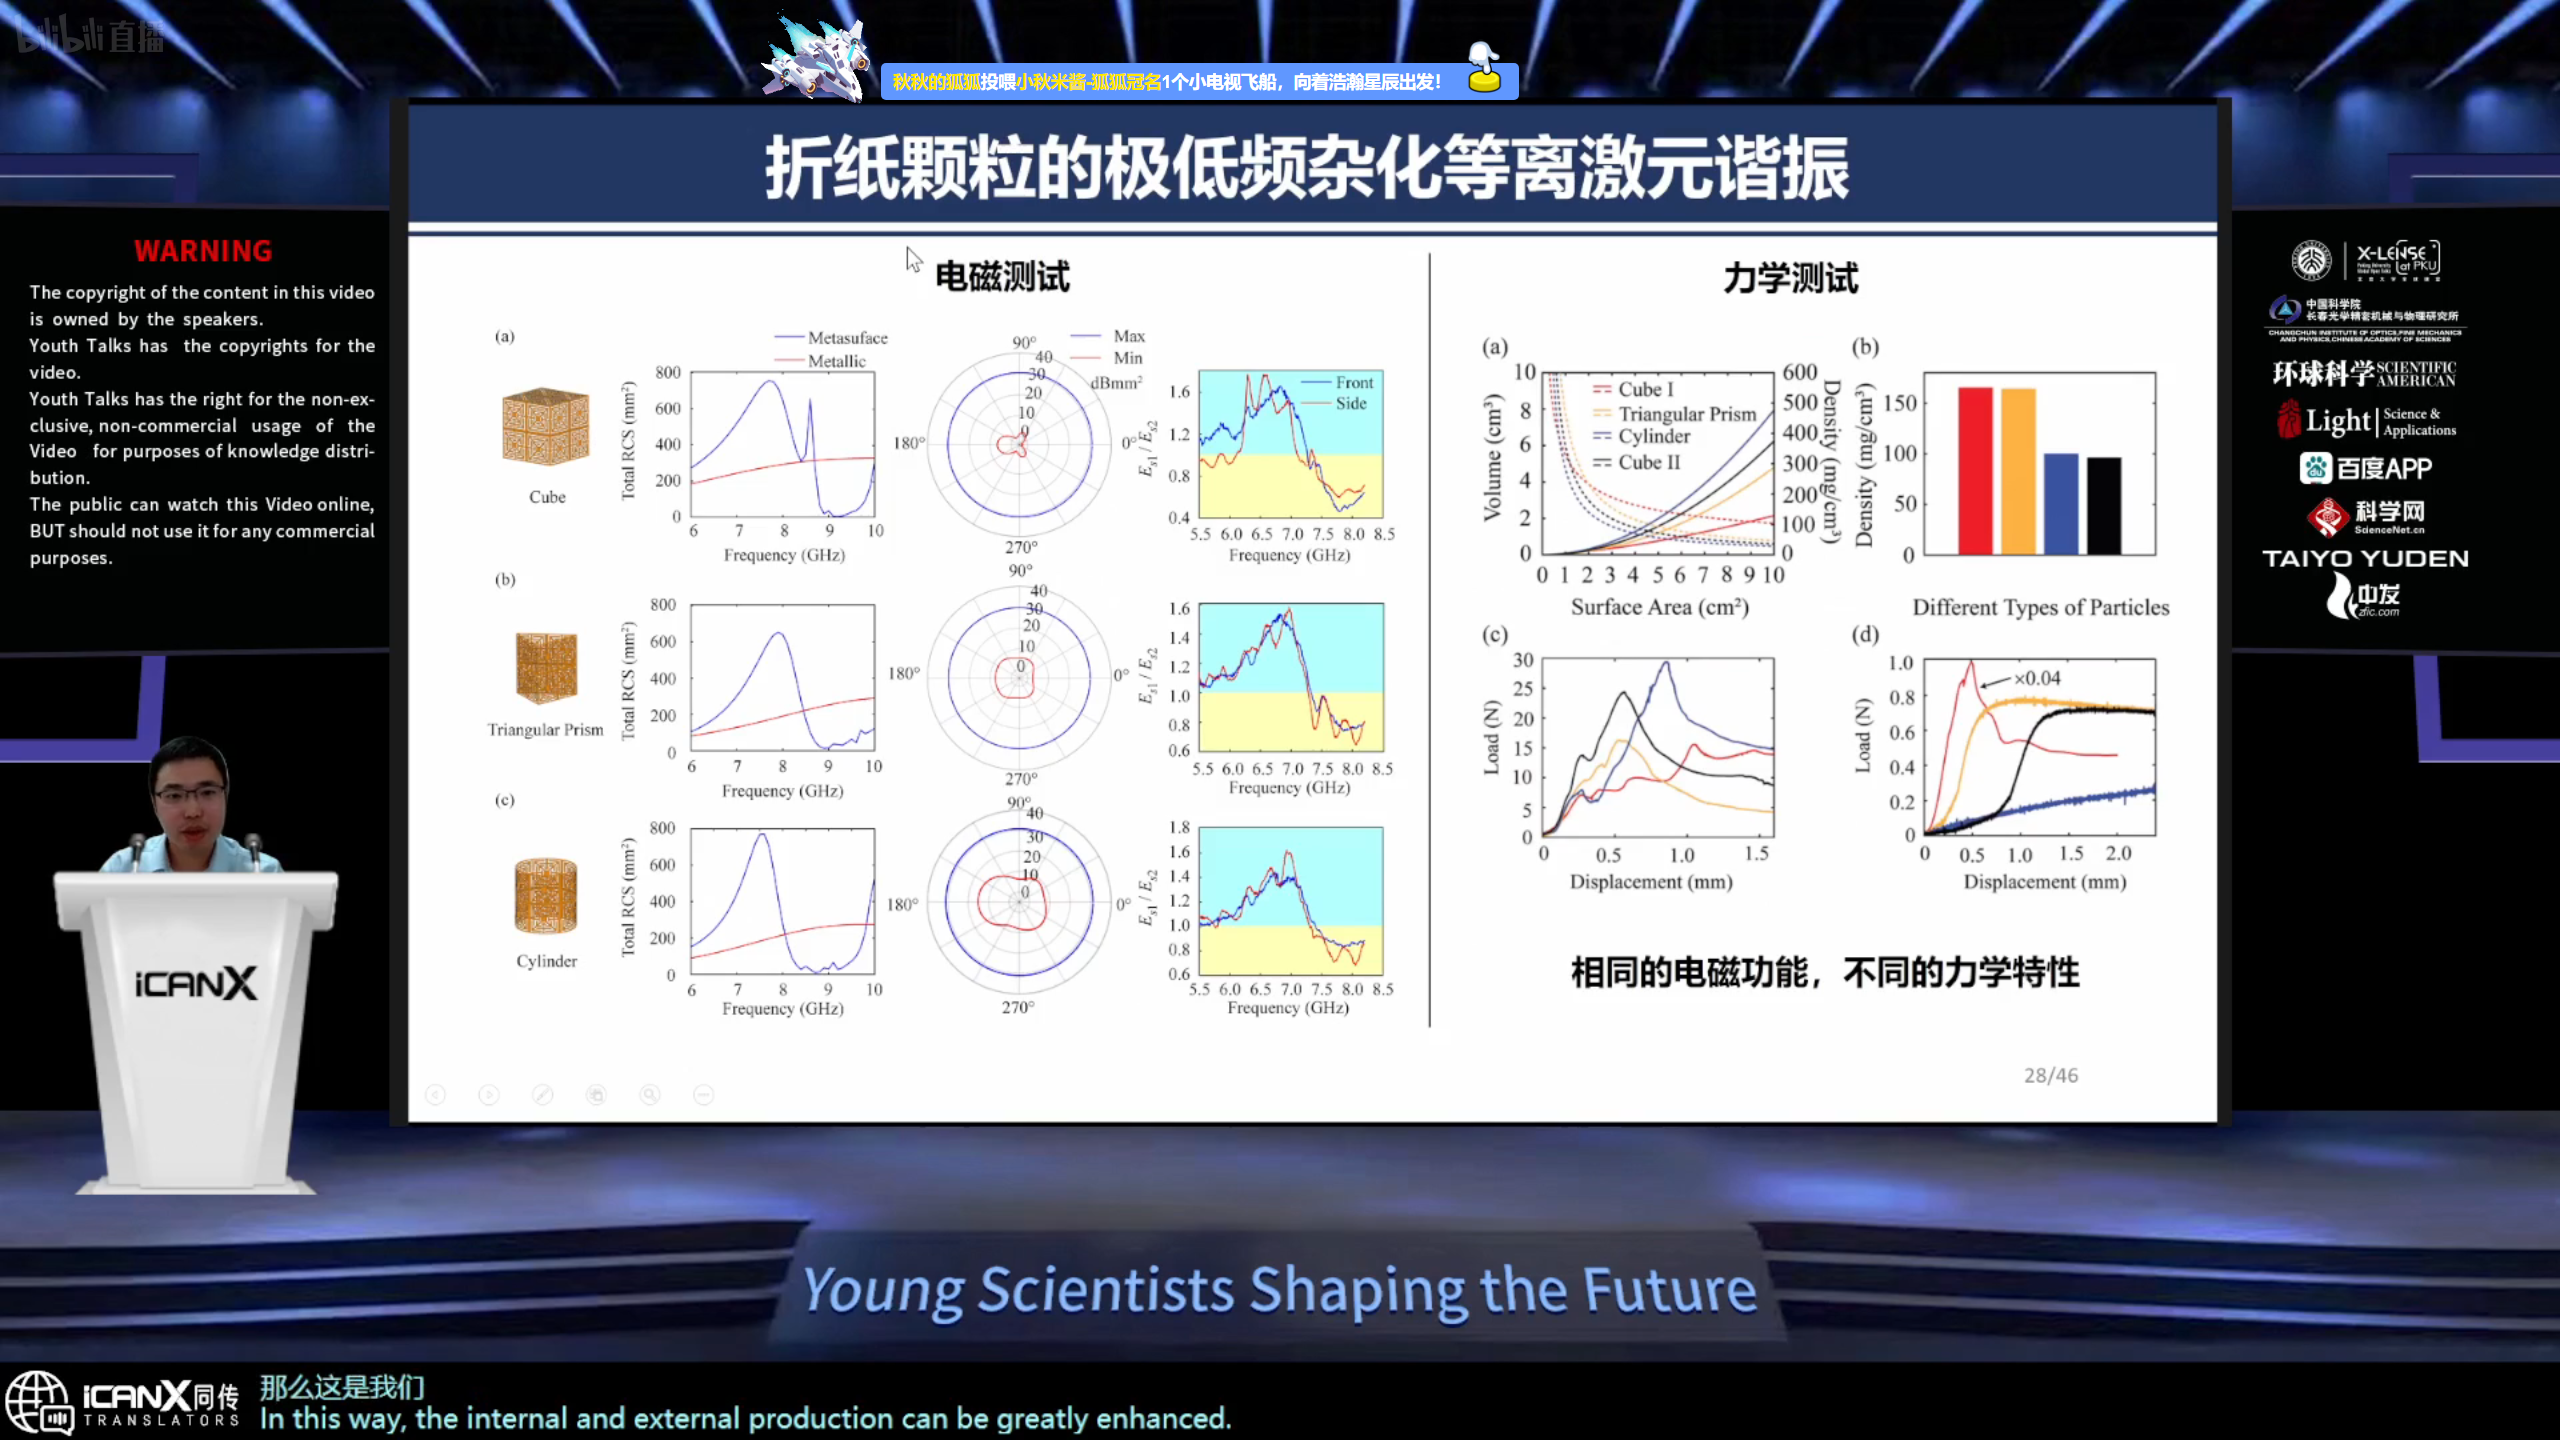 bilibili 直播
秋秋的狐狐投喂小秋米酱-狐狐冠名1个小电视飞船，向着浩瀚星辰出发！
折纸颗粒的极低频杂化等离激元谐振
WARNING
The copyright of the content in this video
is owned by the speakers.
Youth Talks has the copyrights for the
video.
Youth Talks has the right for the non-ex-
clusive, non-commercial usage of the
Video for purposes of knowledge distri-
bution.
The public can watch this Video online,
BUT should not use it for any commercial
purposes.
电磁测试
(a)
Cube
Metasuface
Metallic
Total RCS (mm²)
800
600
400
200
0
6 7 8 9 10
Frequency (GHz)
Max
Min
dBmm²
90°
40
30
20
10
0
180°
0°
270°
Es1 / Es2
Front
Side
1.6
1.2
0.8
0.4
5.5 6.0 6.5 7.0 7.5 8.0 8.5
Frequency (GHz)
(b)
Triangular Prism
Total RCS (mm²)
800
600
400
200
0
6 7 8 9 10
Frequency (GHz)
90°
40
30
20
10
0
180°
0°
270°
Es1 / Es2
1.6
1.4
1.2
1.0
0.8
0.6
5.5 6.0 6.5 7.0 7.5 8.0 8.5
Frequency (GHz)
(c)
Cylinder
Total RCS (mm²)
800
600
400
200
0
6 7 8 9 10
Frequency (GHz)
90°
40
30
20
10
0
180°
0°
270°
Es1 / Es2
1.8
1.6
1.4
1.2
1.0
0.8
0.6
5.5 6.0 6.5 7.0 7.5 8.0 8.5
Frequency (GHz)
力学测试
(a)
Volume (cm³)
10
8
6
4
2
0
Cube I
Triangular Prism
Cylinder
Cube II
600
500
400
300
200
100
0
Density (mg/cm³)
0 1 2 3 4 5 6 7 8 9 10
Surface Area (cm²)
(b)
Density (mg/cm³)
150
100
50
0
Different Types of Particles
(c)
Load (N)
30
25
20
15
10
5
0
0 0.5 1.0 1.5
Displacement (mm)
(d)
Load (N)
1.0
0.8
0.6
0.4
0.2
0
×0.04
0 0.5 1.0 1.5 2.0
Displacement (mm)
相同的电磁功能，不同的力学特性
28/46
X-LENSE
at PKU
中国科学院
长春光学精密机械与物理研究所
CHANGCHUN INSTITUTE OF OPTICS,FINE MECHANICS
AND PHYSICS,CHINESE ACADEMY OF SCIENCES
环球科学 SCIENTIFIC AMERICAN
Light Science & Applications
du 百度APP
科学网
ScienceNet.cn
TAIYO YUDEN
中发
zfic.com
iCANX
Young Scientists Shaping the Future
iCANX同传
TRANSLATORS
那么这是我们
In this way, the internal and external production can be greatly enhanced.